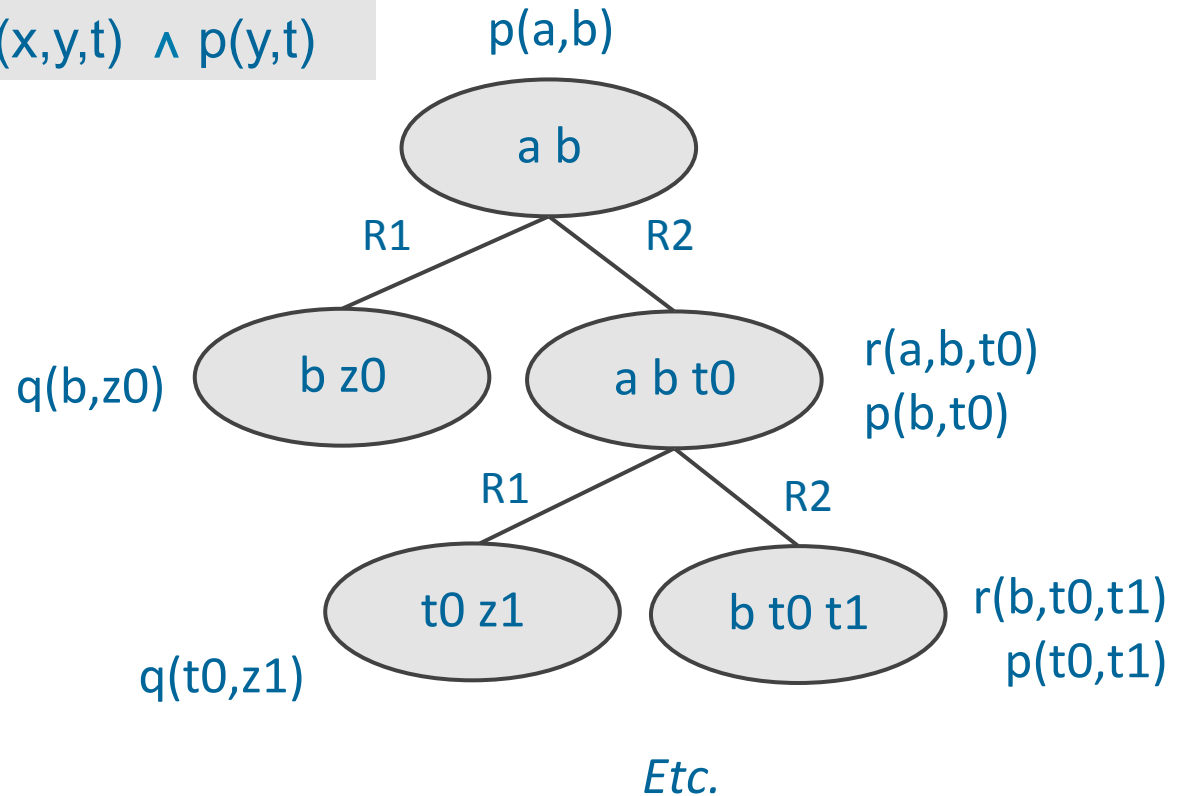 (x,y,t) ∧ p(y,t)
p(a,b)
a b
R1
R2
b z0
a b t0
q(b,z0)
r(a,b,t0)
p(b,t0)
R1
R2
t0 z1
b t0 t1
q(t0,z1)
r(b,t0,t1)
p(t0,t1)
Etc.